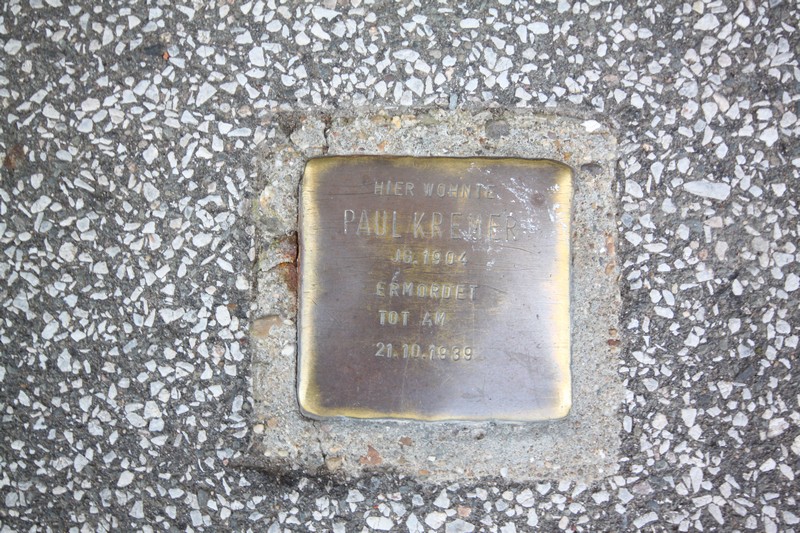 HIER WOHNTE
PAUL KREMER
JG. 1904
ERMORDET
TOT AM
21.10.1939